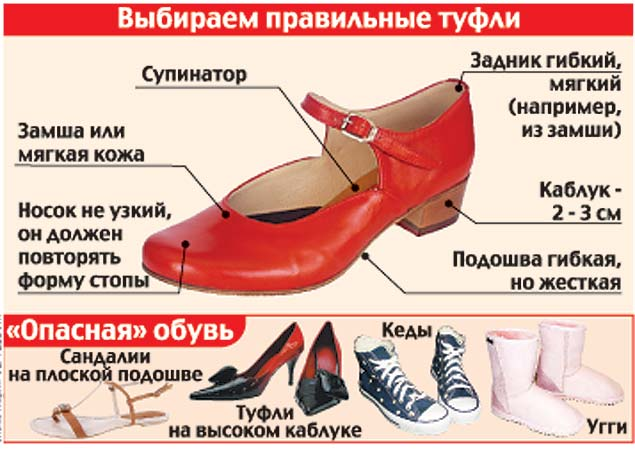 Выбираем правильные туфли
Супинатор
Задник гибкий,
мягкий
(например,
из замши)
Замша или
мягкая кожа
Каблук -
2 - 3 см
Носок не узкий,
он должен
повторять
форму стопы
Подошва гибкая,
но жесткая
«Опасная» обувь
Сандалии
на плоской подошве
Туфли
на высоком каблуке
Кеды
Угги